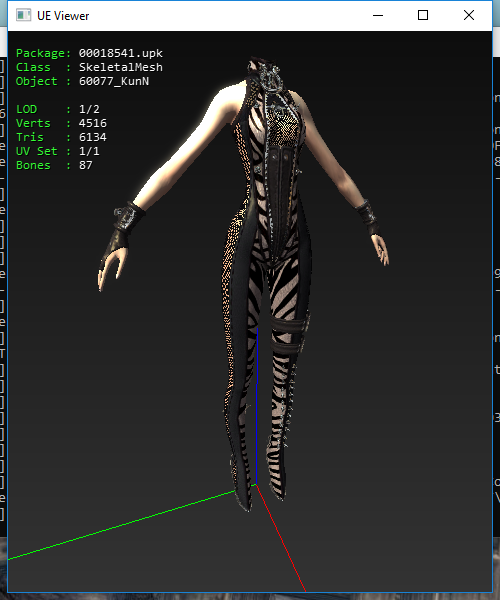 UE Viewer
Package: 00018541.upk
Class : SkeletalMesh
Object : 60077_KunN
LOD : 1/2
Verts : 4516
Tris : 6134
UV Set : 1/1
Bones : 87